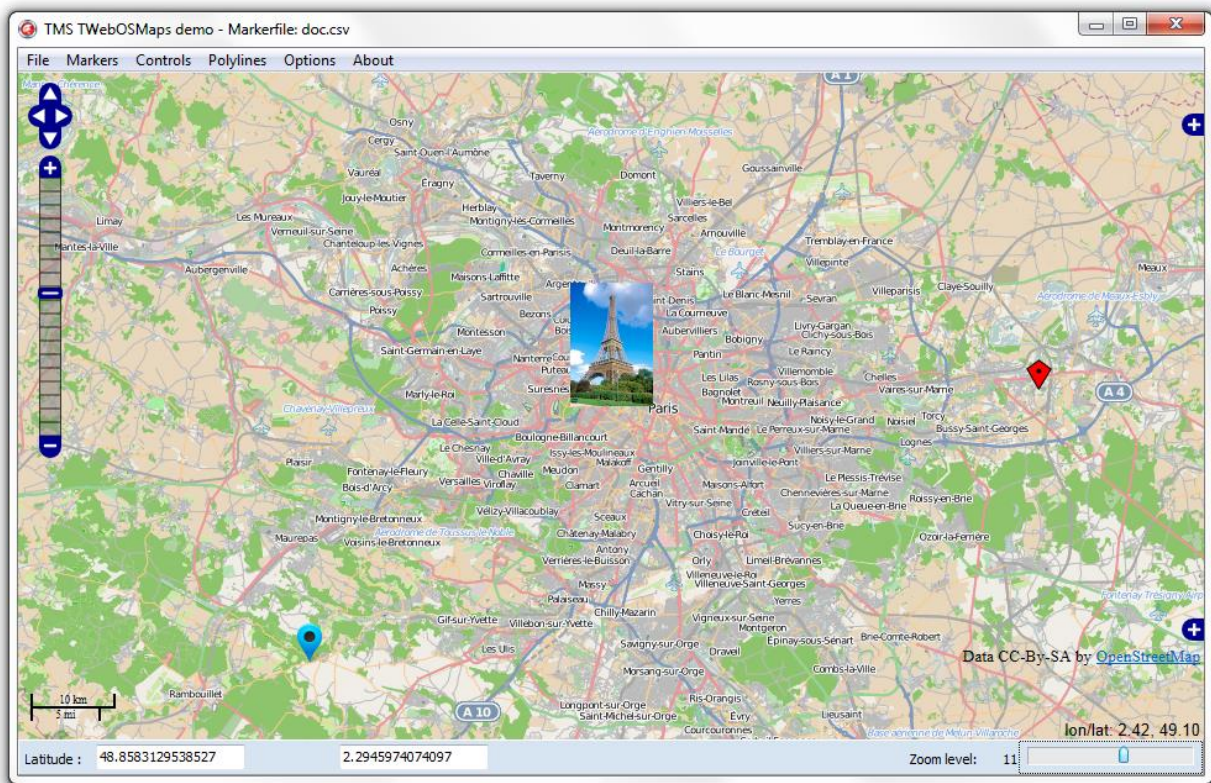 TMS TWebOSMaps demo - Markerfile: doc.csv
File Markers Controls Polylines Options About
A 1
Osny
Aérodrome d'Enghien Moisselles
Cergy
Saint-Ouen-l'Aumône
Vauréal
Taverny
Domont
Goussainville
Éragny
Jouy-le-Moutier
Villiers-le-Bel
Herblay
Sarcelles
Limay
Les Mureaux
Montigny-lès-Cormeilles
Montmorency
Verneuil-sur-Seine
Arnouville
Mantes-la-Ville
Chanteloup-les-Vignes
Cormeilles-en-Parisis
Deuil-la-Barre
Le Bourget
Tremblay-en-France
Aubergenville
Achères
Villepinte
Meaux
Maisons-Laffitte
Stains
Carrières-sous-Poissy
Sartrouville
Le Blanc-Mesnil
Sevran
Villeparisis
Claye-Souilly
Aérodrome de Meaux-Esbly
Poissy
Bezons
La Courneuve
Montesson
Aubervilliers
Livry-Gargan
Clichy-sous-Bois
Bobigny
Saint-Germain-en-Laye
Nanterre
Pantin
Le Raincy
Villemomble
Les Lilas
Rosny-sous-Bois
Chelles
Suresnes
Bagnolet
Vaires-sur-Marne
A 4
Marly-le-Roi
Montreuil
Neuilly-Plaisance
Chavenay-Villepreux
Paris
La Celle-Saint-Cloud
Saint-Mandé
Le Perreux-sur-Marne
Noisy-le-Grand
Noisiel
Torcy
Bussy-Saint-Georges
Boulogne-Billancourt
Lognes
Le Chesnay
Issy-les-Moulineaux
Villiers-sur-Marne
Plaisir
Ville-d'Avray
Malakoff
Gentilly
Joinville-le-Pont
Fontenay-le-Fleury
Chaville
Meudon
Bois-d'Arcy
Versailles
Viroflay
Clamart
Arcueil
Cachan
Maisons-Alfort
Le Plessis-Trévise
Chennevières-sur-Marne
Roissy-en-Brie
Vitry-sur-Seine
La Queue-en-Brie
Montigny-le-Bretonneux
Vélizy-Villacoublay
Sceaux
Créteil
Sucy-en-Brie
Maurepas
Voisins-le-Bretonneux
Aérodrome de Toussus le Noble
Châtenay-Malabry
Choisy-le-Roi
Ozoir-la-Ferrière
Antony
Verrières-le-Buisson
Orly
Limeil-Brévannes
Villeneuve-le-Roi
Villeneuve-Saint-Georges
Massy
Palaiseau
Yerres
Chilly-Mazarin
Gif-sur-Yvette
Villebon-sur-Yvette
Vigneux-sur-Seine
Montgeron
Les Ulis
Savigny-sur-Orge
Draveil
Épinay-sous-Sénart
Brie-Comte-Robert
Data CC-By-SA by OpenStreetMap
Morsang-sur-Orge
Combs-la-Ville
Rambouillet
10 km
5 mi
A 10
Longpont-sur-Orge
Saint-Michel-sur-Orge
Ris-Orangis
Évry
Lieusant
Courcouronnes
Base aérienne de Melun-Villaroche
lon/lat: 2.42, 49.10
Latitude : 48.8583129538527 2.2945974074097 Zoom level: 11